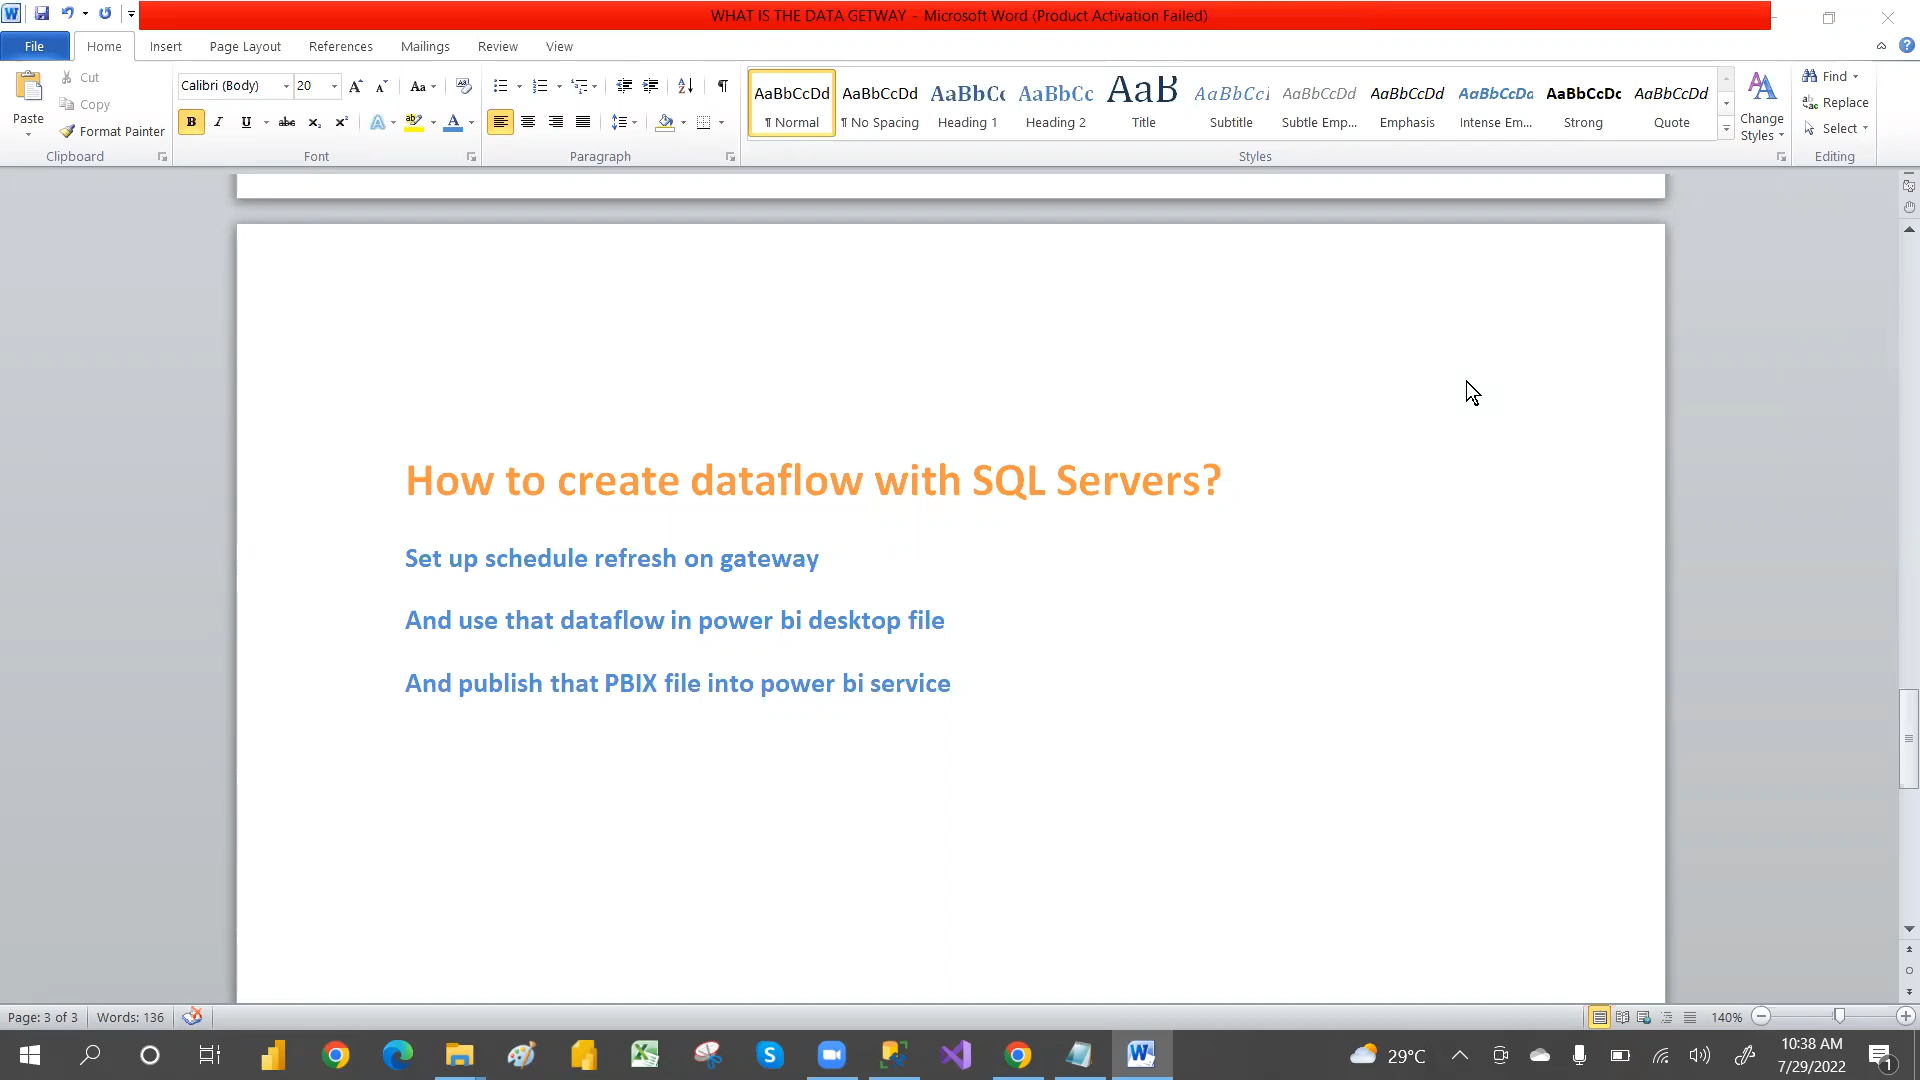 WHAT IS THE DATA GETWAY - Microsoft Word (Product Activation Failed)
File Home Insert Page Layout References Mailings Review View
Paste
Cut
Copy
Format Painter
Clipboard
Calibri (Body) 20
Font
Paragraph
AaBbCcDd AaBbCcDd AaBbCc AaBbCc AaB AaBbCcI AaBbCcDd AaBbCcDd AaBbCcDd AaBbCcDc AaBbCcDd
¶ Normal ¶ No Spacing Heading 1 Heading 2 Title Subtitle Subtle Emp... Emphasis Intense Em... Strong Quote
Styles
Change
Styles
Find
Replace
Select
Editing
How to create dataflow with SQL Servers?
Set up schedule refresh on gateway
And use that dataflow in power bi desktop file
And publish that PBIX file into power bi service
Page: 3 of 3 Words: 136
140%
29°C
10:38 AM
7/29/2022
1